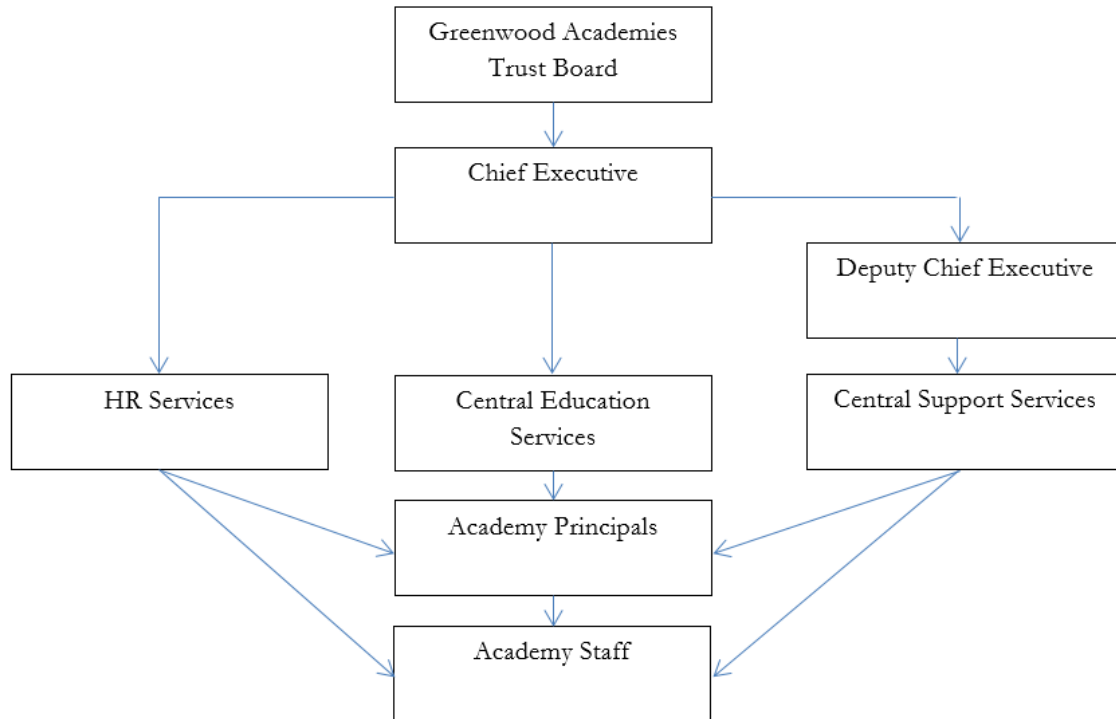 Greenwood Academies
Trust Board
Chief Executive
Deputy Chief Executive
HR Services
Central Education
Services
Central Support Services
Academy Principals
Academy Staff